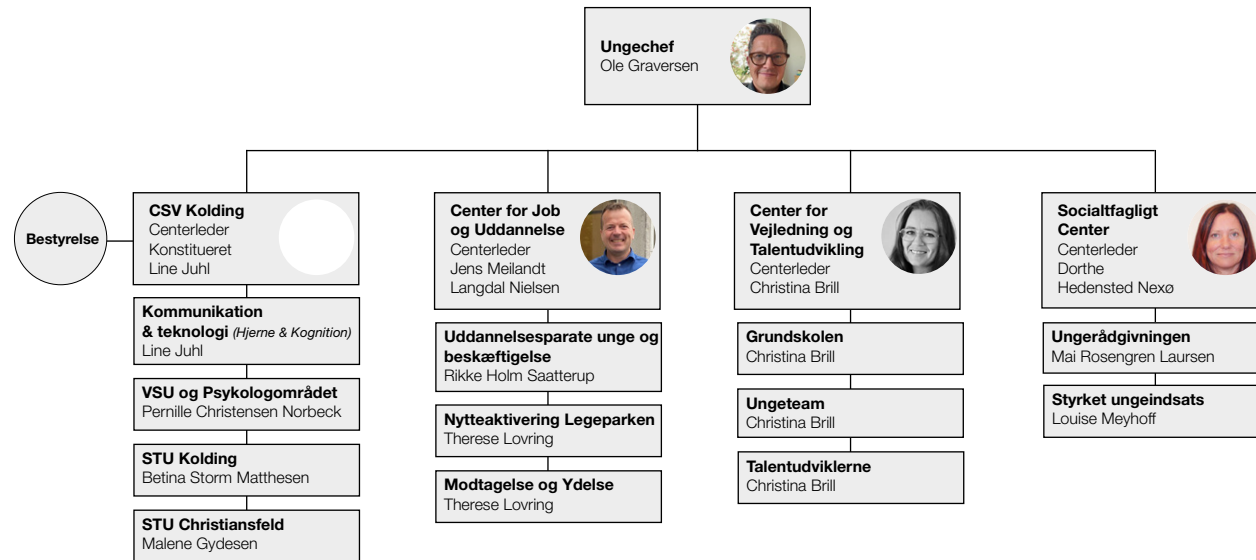 Ungechef
Ole Graversen
Bestyrelse
CSV Kolding
Centerleder
Konstitueret
Line Juhl
Kommunikation
& teknologi (Hjerne & Kognition)
Line Juhl
VSU og Psykologområdet
Pernille Christensen Norbeck
STU Kolding
Betina Storm Matthesen
STU Christiansfeld
Malene Gydesen
Center for Job
og Uddannelse
Centerleder
Jens Meilandt
Langdal Nielsen
Uddannelsesparate unge og
beskæftigelse
Rikke Holm Saatterup
Nytteaktivering Legeparken
Therese Lovring
Modtagelse og Ydelse
Therese Lovring
Center for
Vejledning og
Talentudvikling
Centerleder
Christina Brill
Grundskolen
Christina Brill
Ungeteam
Christina Brill
Talentudviklerne
Christina Brill
Socialtfagligt
Center
Centerleder
Dorthe
Hedensted Nexø
Ungerådgivningen
Mai Rosengren Laursen
Styrket ungeindsats
Louise Meyhoff